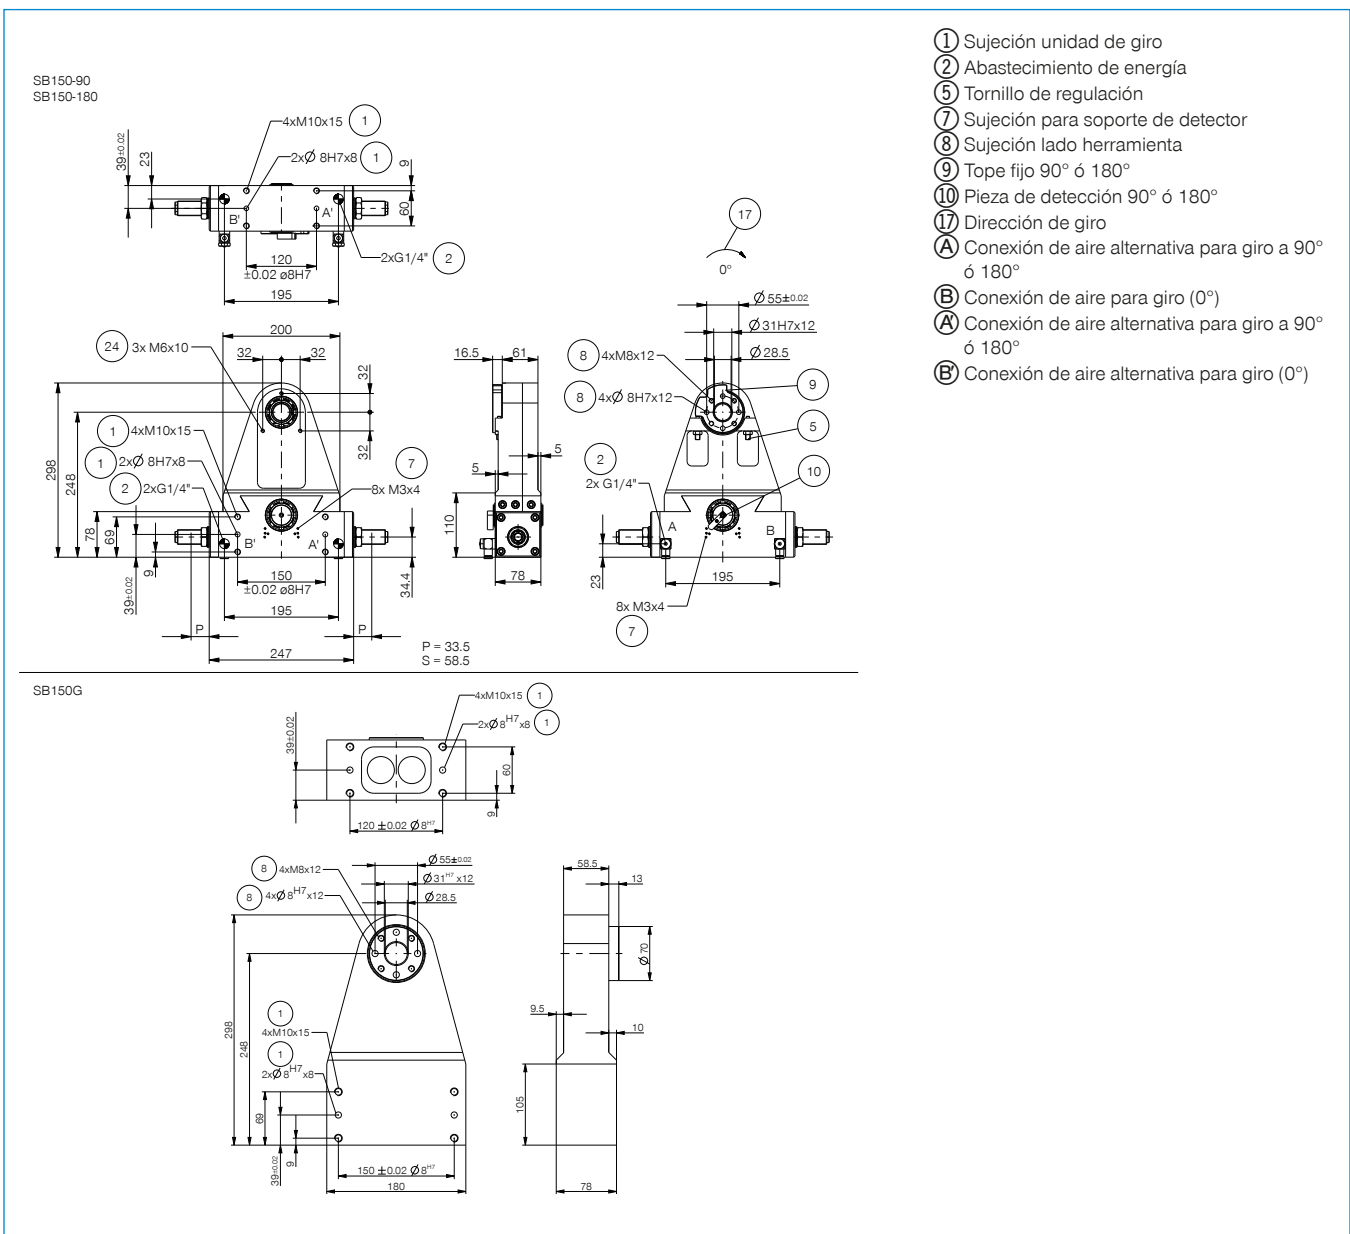 SB150-90
SB150-180
4xM10x15 1
2xØ 8H7x8 1
39±0.02
23
9
60
B'
A'
2xG1/4" 2
120
±0.02 ø8H7
195
17
0°
200
24 3x M6x10
32
32
32
32
298
248
1 4xM10x15
1 2xØ 8H7x8
2 2xG1/4"
7
8x M3x4
78
69
39±0.02
9
B'
A'
34.4
150
±0.02 ø8H7
195
P
P
247
P = 33.5
S = 58.5
16.5
61
5
5
110
78
Ø 55±0.02
Ø 31H7x12
Ø 28.5
8 4xM8x12
8 4xØ 8H7x12
9
5
10
2
2x G1/4"
A
B
23
195
8x M3x4
7
SB150G
4xM10x15 1
2xØ 8H7x8 1
39±0.02
60
9
120 ±0.02 Ø 8H7
Ø 55±0.02
8 4xM8x12
Ø 31H7 x12
8 4xØ 8H7x12
Ø 28.5
298
248
1
4xM10x15
1
2xØ 8H7x8
69
39±0.02
9
150 ±0.02 Ø 8H7
180
58.5
13
Ø 70
9.5
10
105
78
1 Sujeción unidad de giro
2 Abastecimiento de energía
5 Tornillo de regulación
7 Sujeción para soporte de detector
8 Sujeción lado herramienta
9 Tope fijo 90° ó 180°
10 Pieza de detección 90° ó 180°
17 Dirección de giro
A Conexión de aire alternativa para giro a 90°
ó 180°
B Conexión de aire para giro (0°)
A' Conexión de aire alternativa para giro a 90°
ó 180°
B' Conexión de aire alternativa para giro (0°)